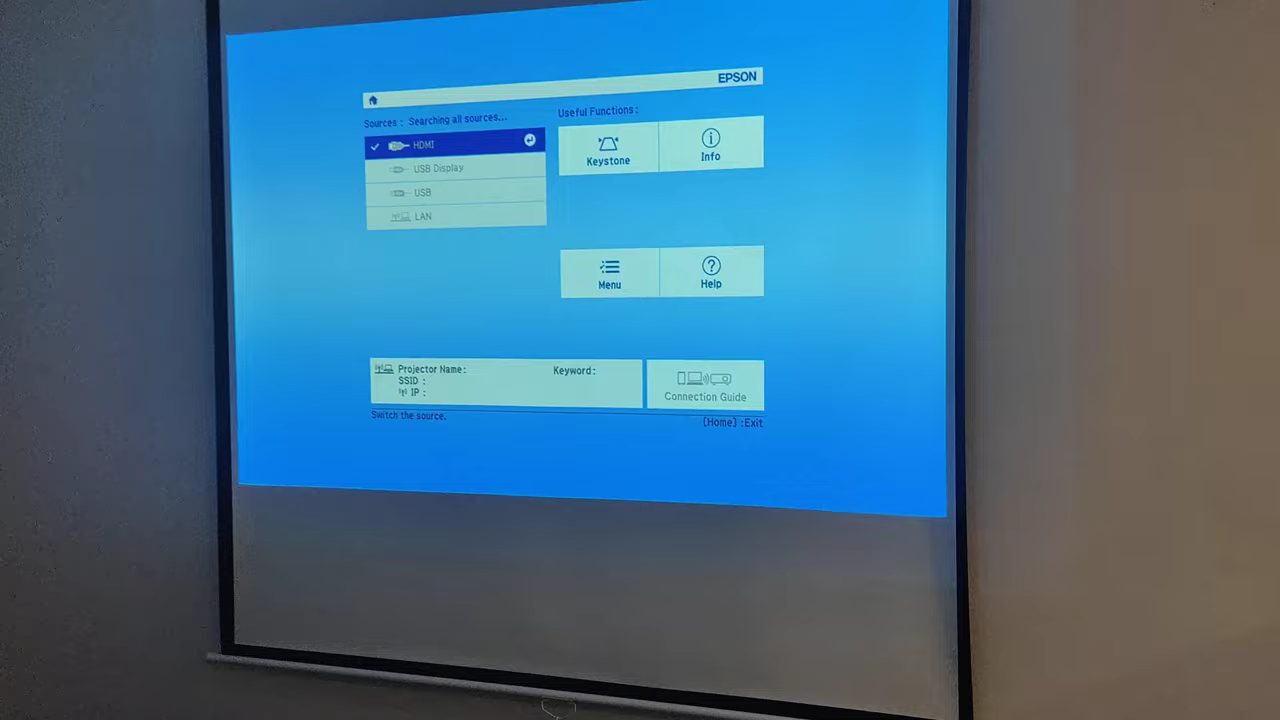 EPSON
Sources : Searching all sources...
HDMI
USB Display
USB
LAN
Useful Functions:
Keystone
Info
Menu
Help
Projector Name:
Keyword:
SSID :
IP :
Connection Guide
Switch the source.
[Home] :Exit